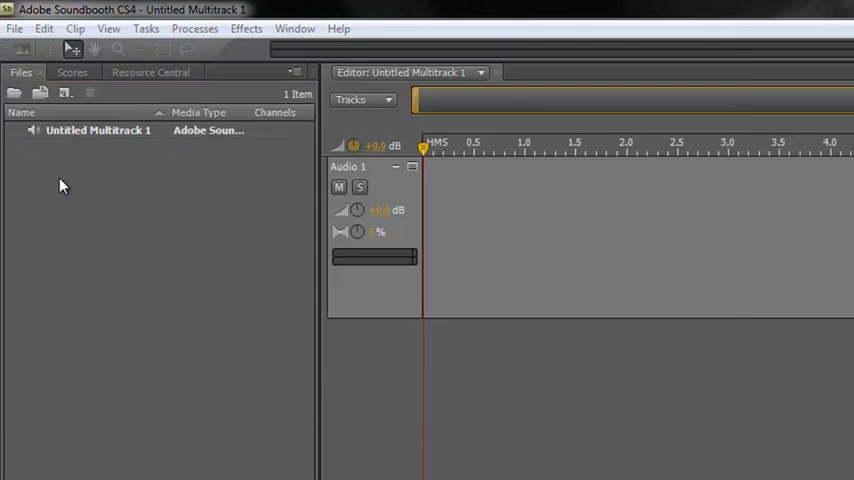 Sb Adobe Soundbooth CS4 - Untitled Multitrack 1
File Edit Clip View Tasks Processes Effects Window Help
Files × Scores Resource Central
Editor: Untitled Multitrack 1 ×
1 Item
Tracks
Name Media Type Channels
Untitled Multitrack 1 Adobe Soun...
+0.0 dB
HMS 0.5 1.0 1.5 2.0 2.5 3.0 3.5 4.0
Audio 1
M S
+0.0 dB
0 %